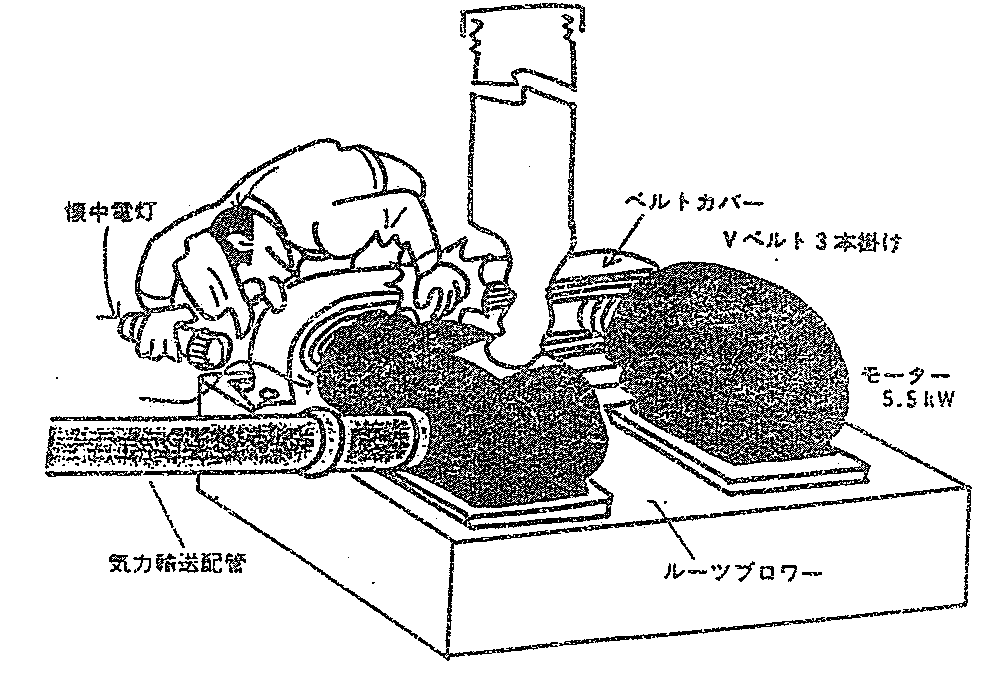 懐中電灯
ベルトカバー
Vベルト3本掛け
モーター
5.5kW
気力輸送配管
ルーツブロワー